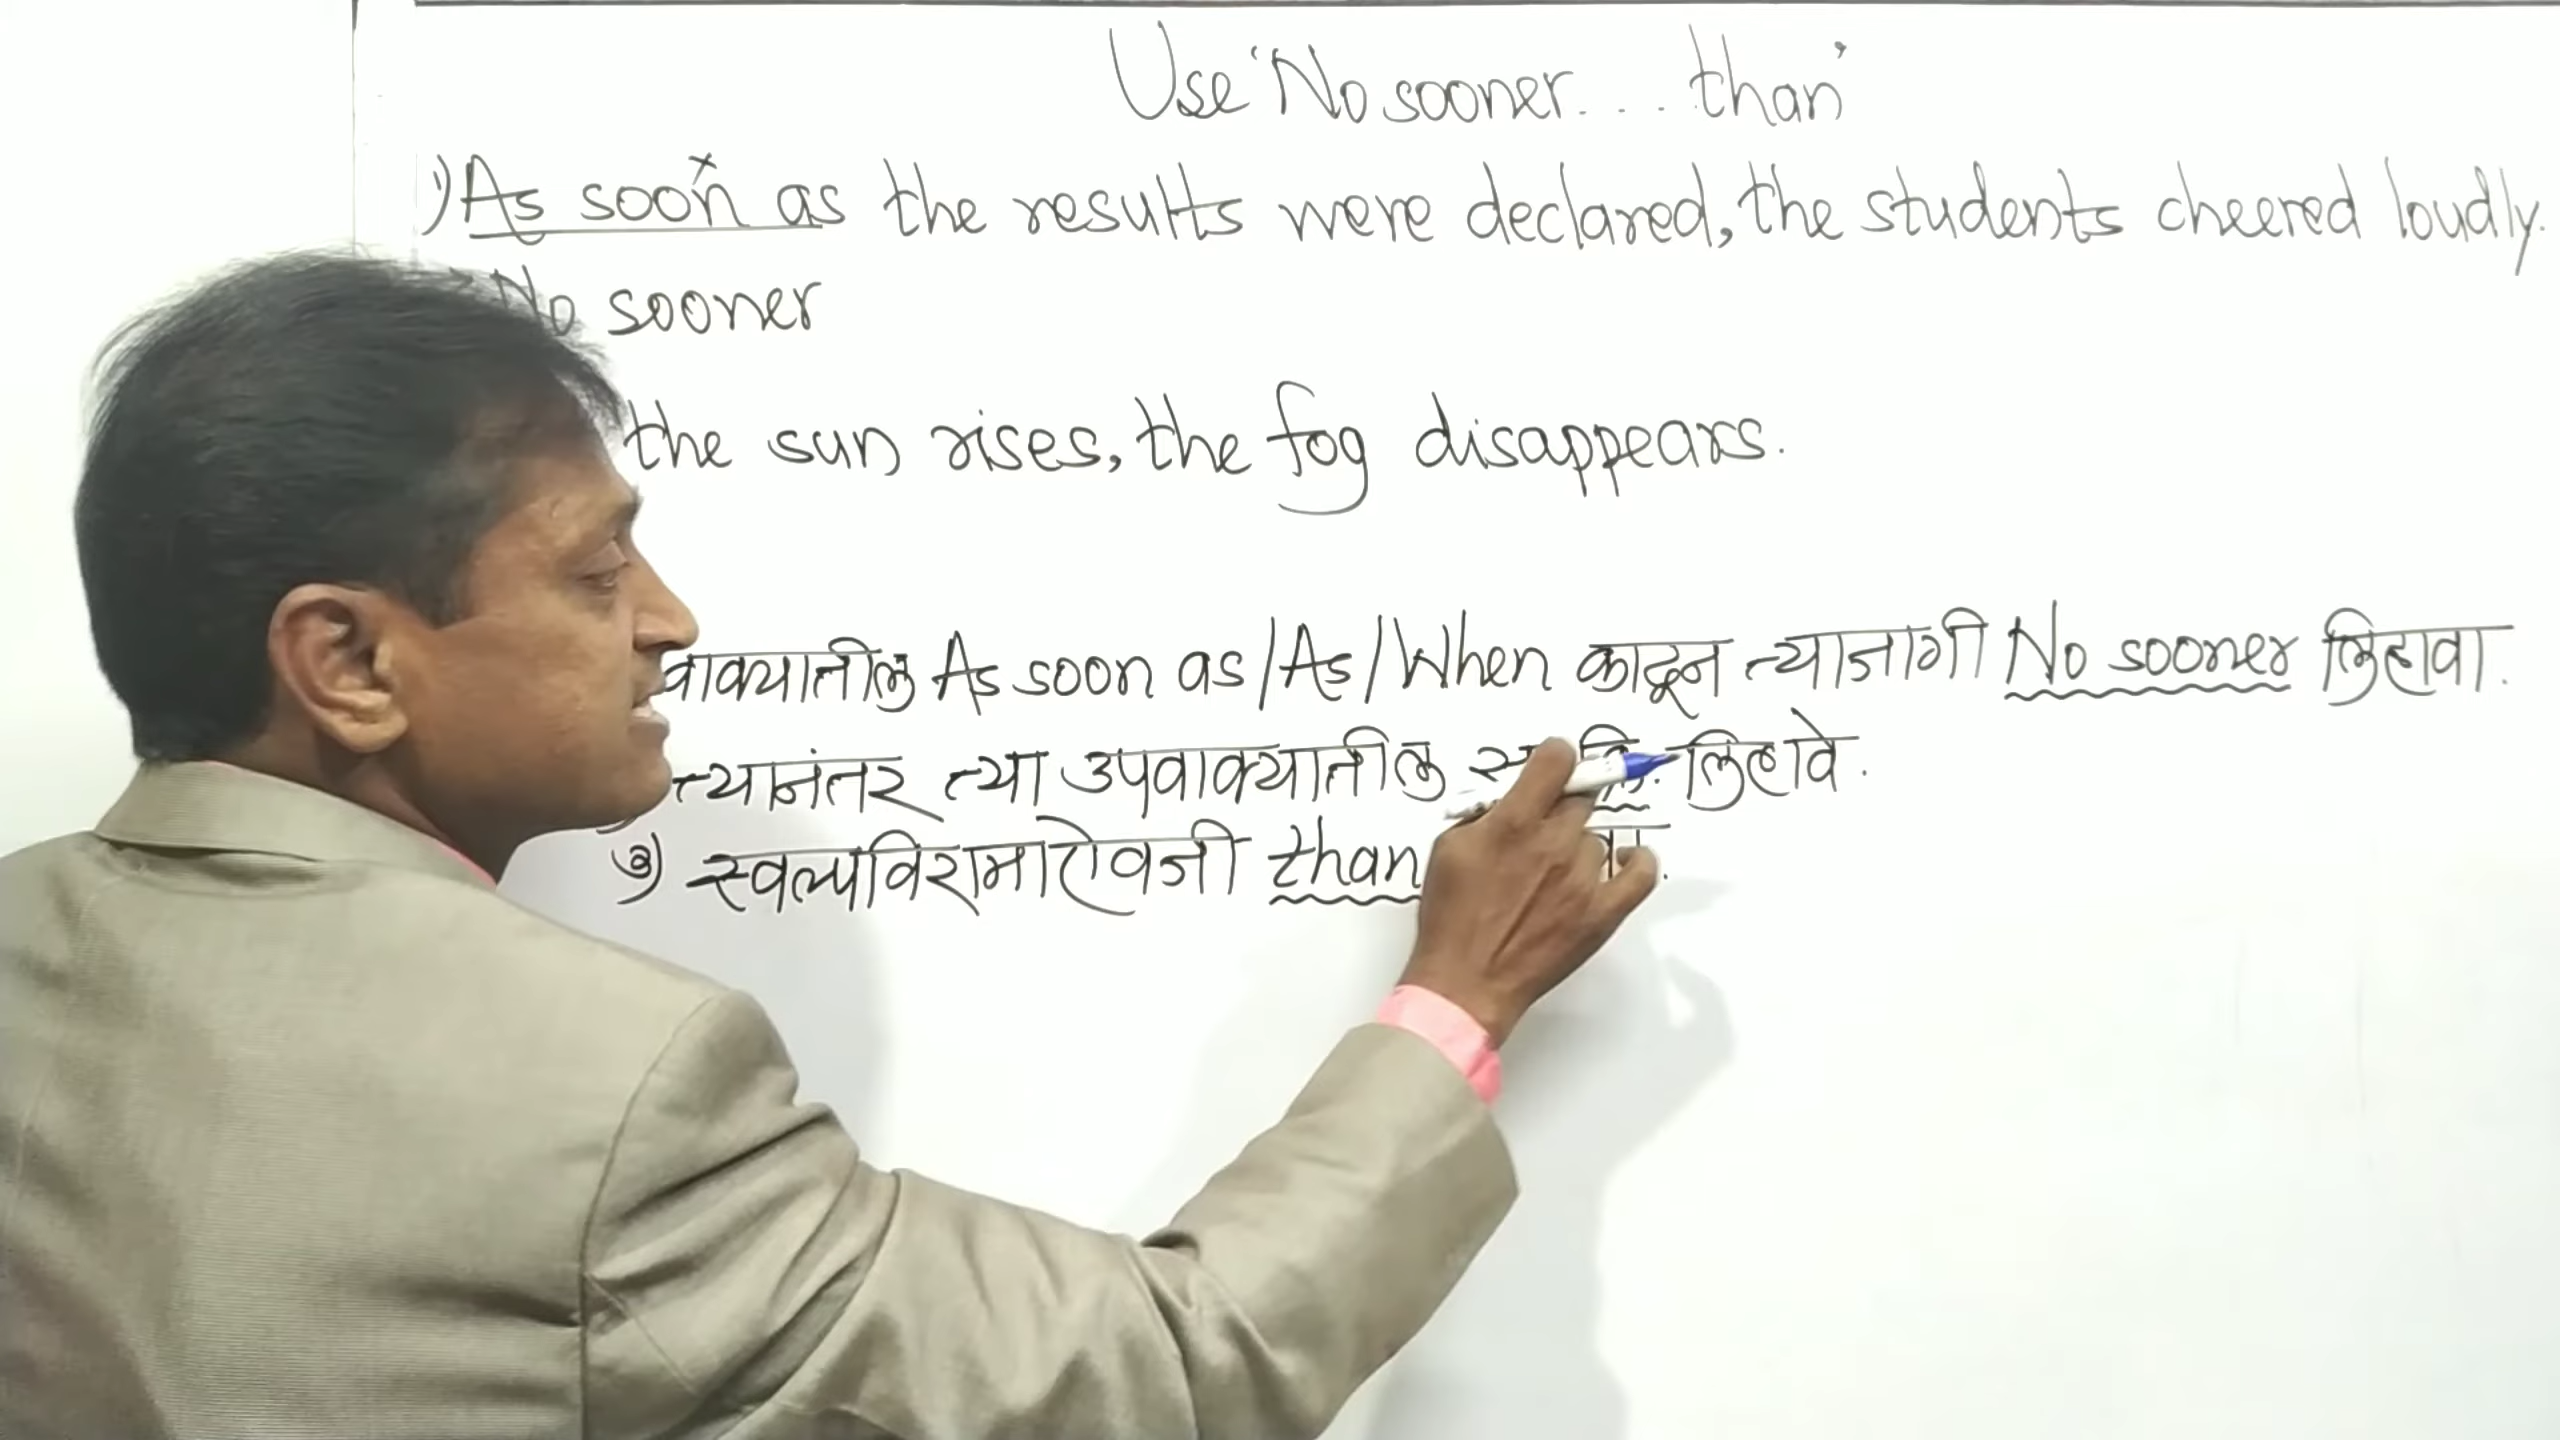 Use 'No sooner... than'
१) As soon as the results were declared, the students cheered loudly.
No sooner
the sun rises, the fog disappears.
वाक्यातील As soon as/As/When काढून त्याजागी No sooner लिहावा.
त्यानंतर त्या उपवाक्यातील लिहावे.
३) स्वल्पविरामाऐवजी than